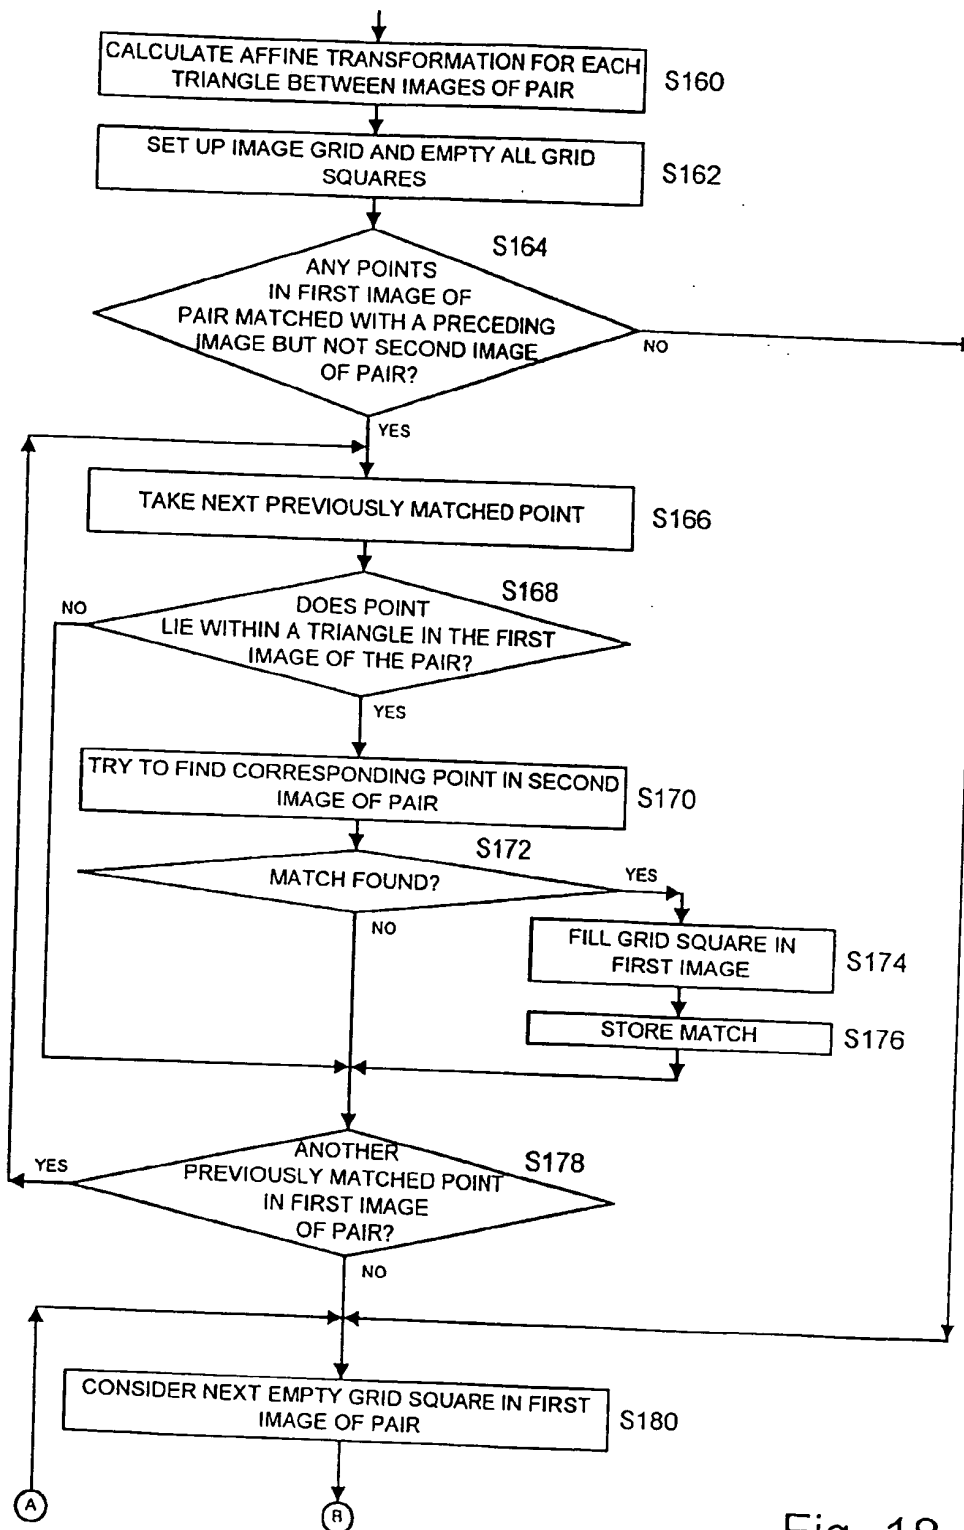 CALCULATE AFFINE TRANSFORMATION FOR EACH
TRIANGLE BETWEEN IMAGES OF PAIR
S160
SET UP IMAGE GRID AND EMPTY ALL GRID
SQUARES
S162
S164
ANY POINTS
IN FIRST IMAGE OF
PAIR MATCHED WITH A PRECEDING
IMAGE BUT NOT SECOND IMAGE
OF PAIR?
NO
YES
TAKE NEXT PREVIOUSLY MATCHED POINT
S166
S168
NO
DOES POINT
LIE WITHIN A TRIANGLE IN THE FIRST
IMAGE OF THE PAIR?
YES
TRY TO FIND CORRESPONDING POINT IN SECOND
IMAGE OF PAIR
S170
S172
MATCH FOUND?
YES
NO
FILL GRID SQUARE IN
FIRST IMAGE
S174
STORE MATCH
S176
S178
YES
ANOTHER
PREVIOUSLY MATCHED POINT
IN FIRST IMAGE
OF PAIR?
NO
CONSIDER NEXT EMPTY GRID SQUARE IN FIRST
IMAGE OF PAIR
S180
A
B
Fig. 18